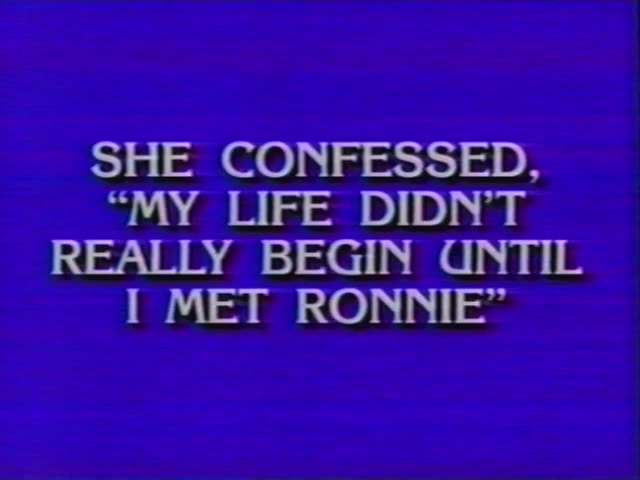 SHE CONFESSED,
“MY LIFE DIDN’T
REALLY BEGIN UNTIL
I MET RONNIE”